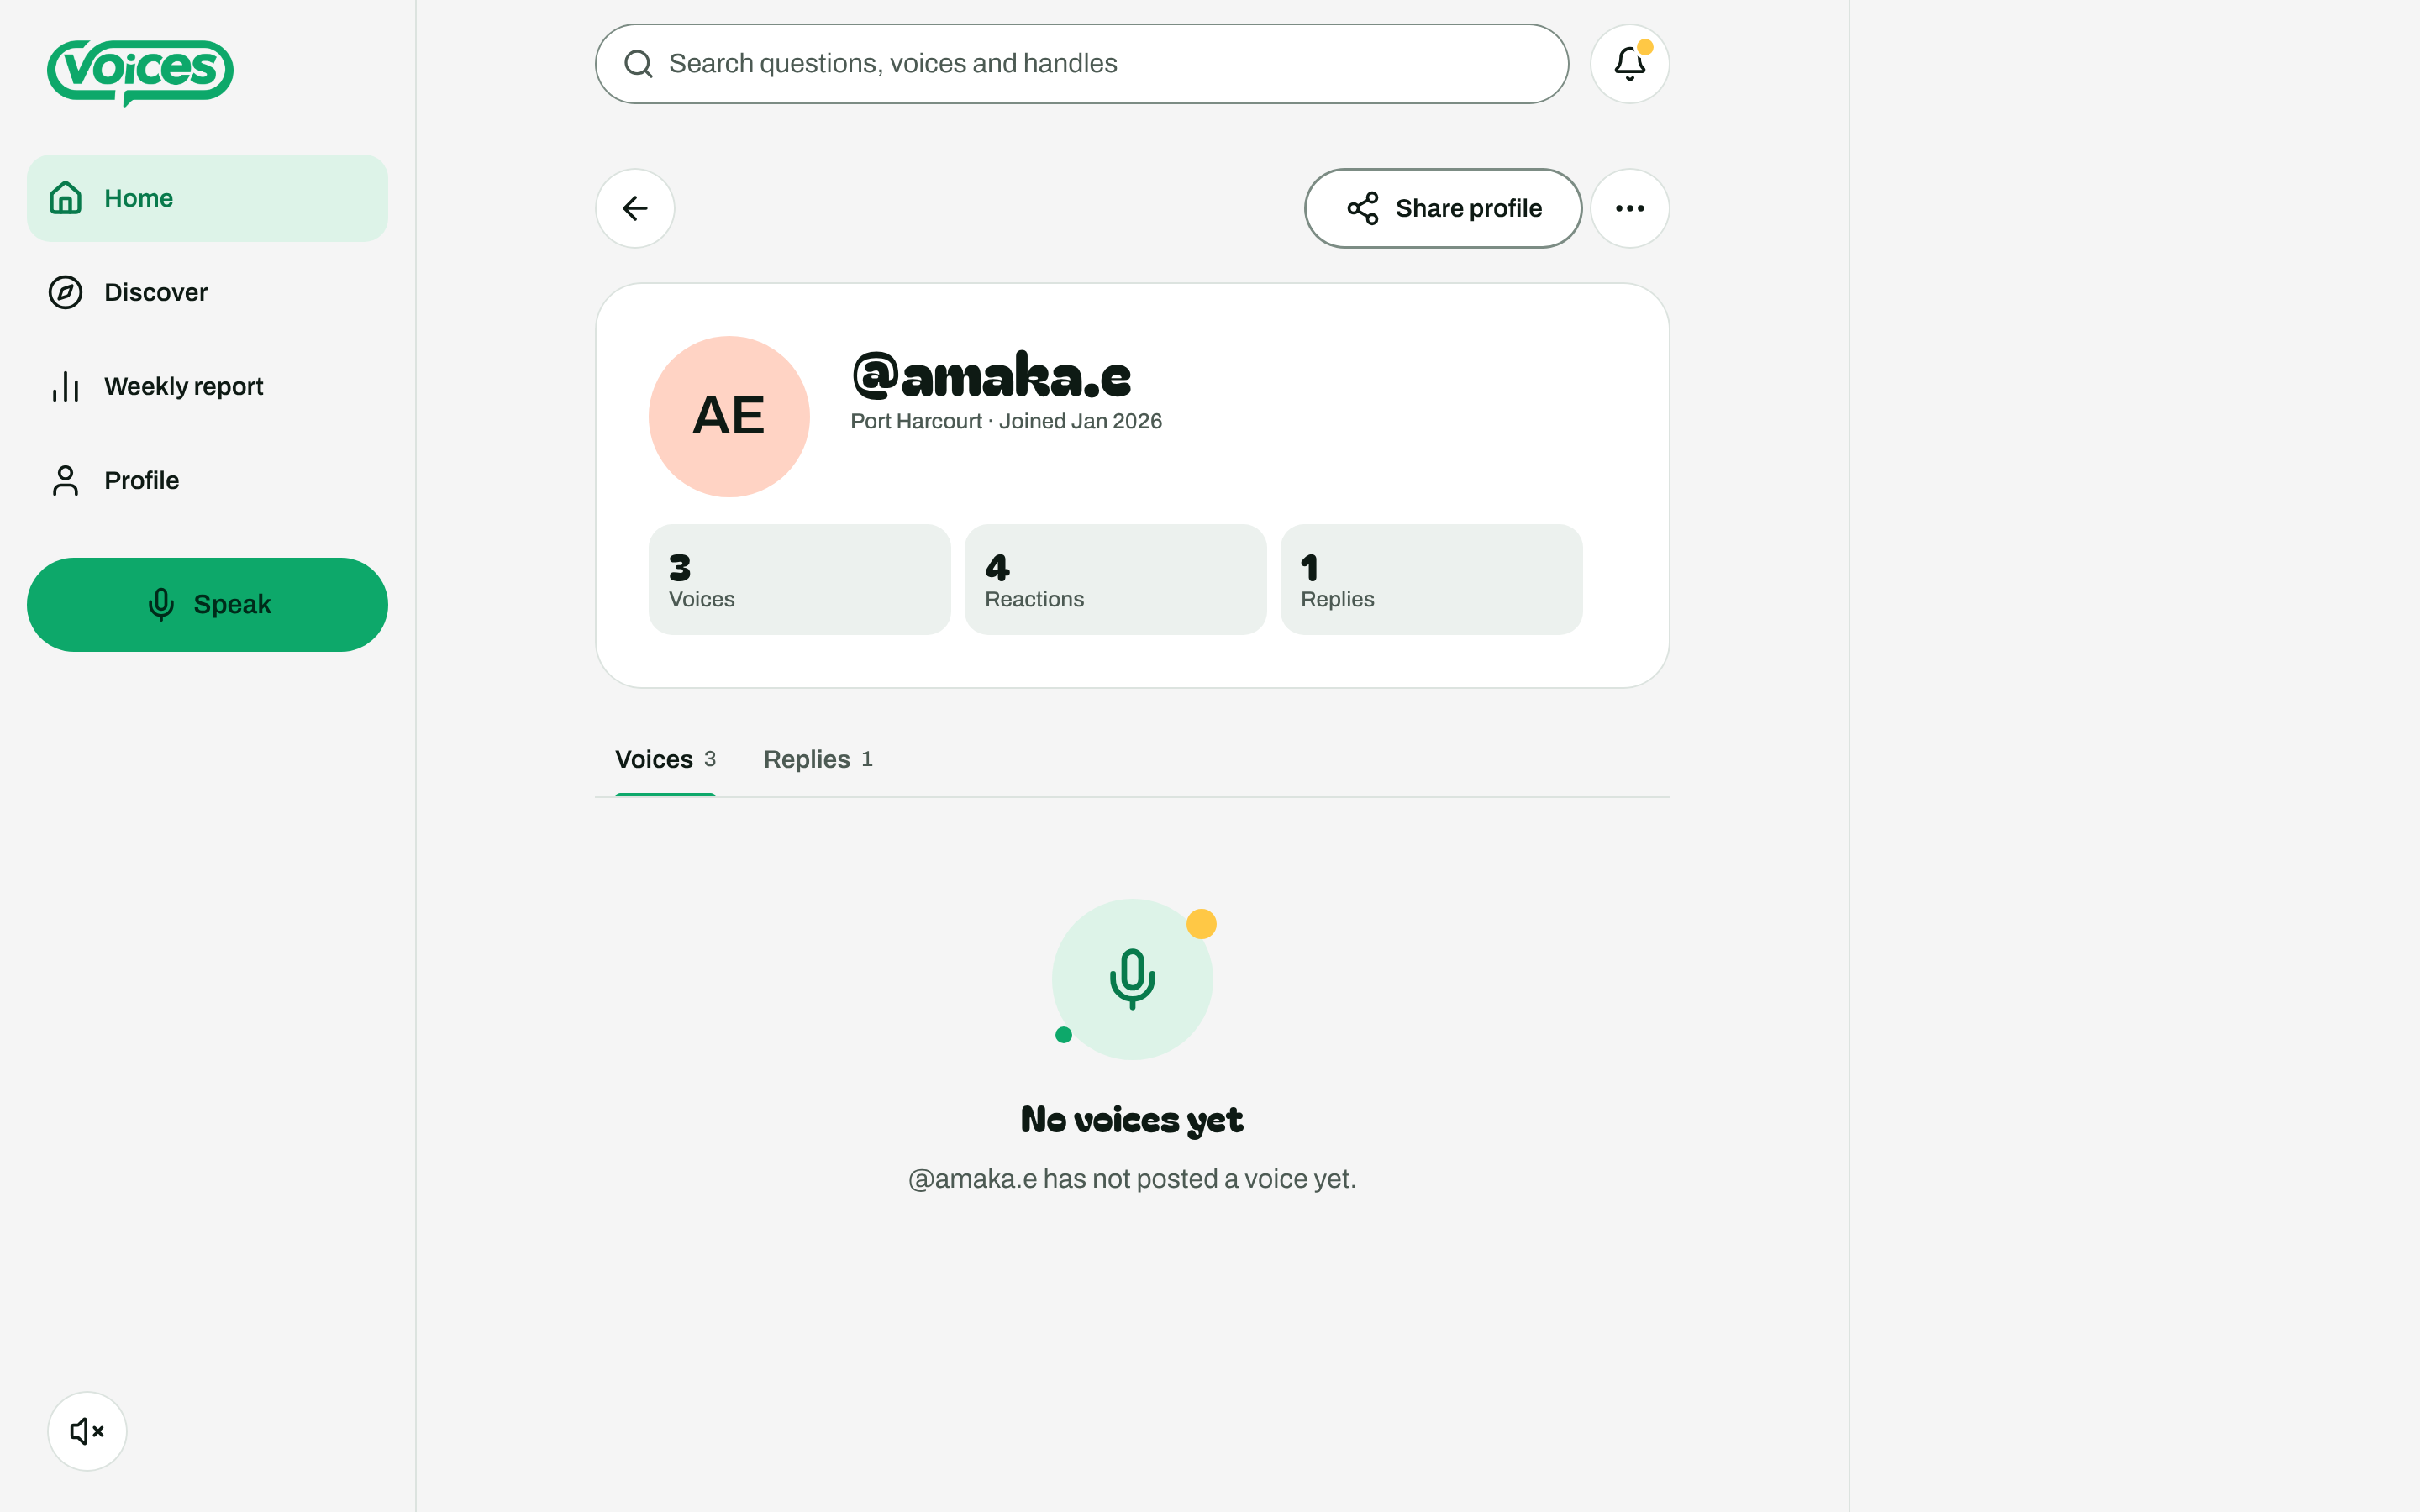 voices
Search questions, voices and handles
Home
Discover
Weekly report
Profile
Speak
Share profile
AE
@amaka.e
Port Harcourt · Joined Jan 2026
3
Voices
4
Reactions
1
Replies
Voices 3
Replies 1
No voices yet
@amaka.e has not posted a voice yet.